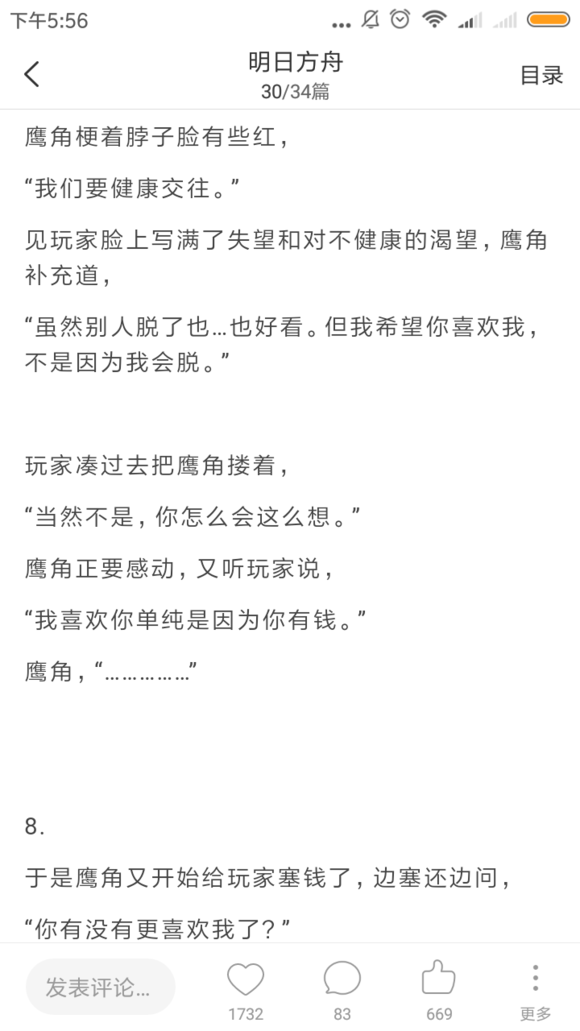 下午5:56
明日方舟
30/34篇
目录
鹰角梗着脖子脸有些红，
“我们要健康交往。”
见玩家脸上写满了失望和对不健康的渴望，鹰角
补充道，
“虽然别人脱了也…也好看。但我希望你喜欢我，
不是因为我会脱。”
玩家凑过去把鹰角搂着，
“当然不是，你怎么会这么想。”
鹰角正要感动，又听玩家说，
“我喜欢你单纯是因为你有钱。”
鹰角，“……………”
8.
于是鹰角又开始给玩家塞钱了，边塞还边问，
“你有没有更喜欢我了？”
发表评论…
1732
83
669
更多